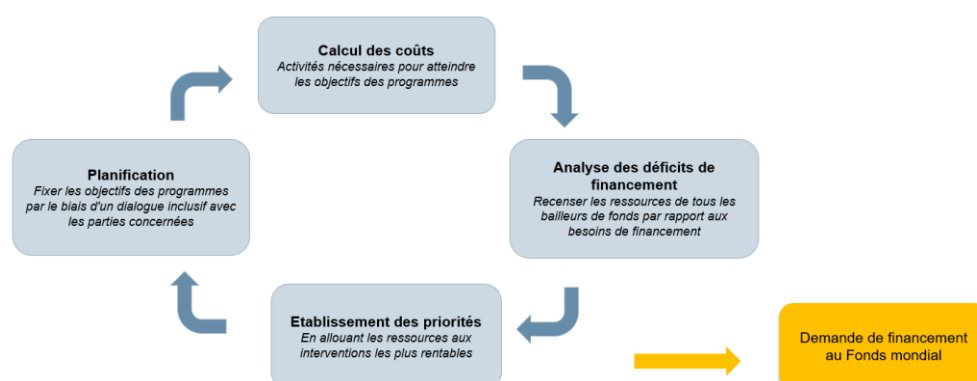 Calcul des coûts
Activités nécessaires pour atteindre
les objectifs des programmes
Planification
Fixer les objectifs des programmes
par le biais d'un dialogue inclusif avec
les parties concernées
Analyse des déficits de
financement
Recenser les ressources de tous les
bailleurs de fonds par rapport aux
besoins de financement
Etablissement des priorités
En allouant les ressources aux
interventions les plus rentables
Demande de financement
au Fonds mondial